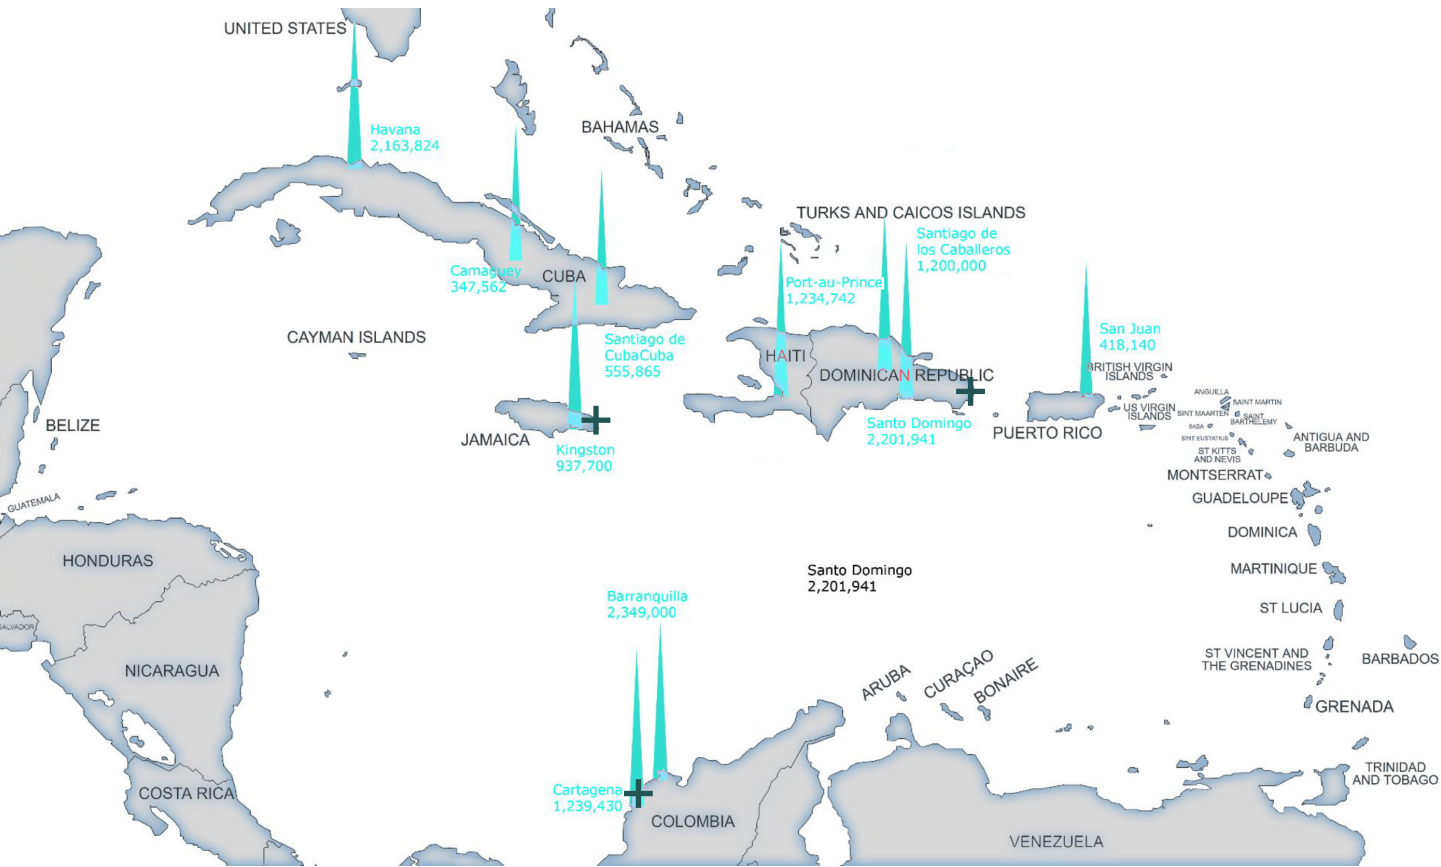 UNITED STATES
Havana
2,163,824
BAHAMAS
TURKS AND CAICOS ISLANDS
Santiago de
los Caballeros
1,200,000
Camaguey
347,562
CUBA
Port-au-Prince
1,234,742
CAYMAN ISLANDS
Santiago de
CubaCuba
555,865
San Juan
418,140
HAITI
DOMINICAN REPUBLIC
BRITISH VIRGIN
ISLANDS
ANGUILLA
SAINT MARTIN
US VIRGIN
ISLANDS
SINT MAARTEN
SAINT
BARTHELEMY
SABA
SINT EUSTATIUS
ST KITTS
AND NEVIS
ANTIGUA AND
BARBUDA
BELIZE
JAMAICA
Kingston
937,700
Santo Domingo
2,201,941
PUERTO RICO
MONTSERRAT
GUADELOUPE
GUATEMALA
DOMINICA
HONDURAS
MARTINIQUE
Santo Domingo
2,201,941
Barranquilla
2,349,000
ST LUCIA
SALVADOR
NICARAGUA
ST VINCENT AND
THE GRENADINES
BARBADOS
ARUBA
CURAÇAO
BONAIRE
GRENADA
TRINIDAD
AND TOBAGO
COSTA RICA
Cartagena
1,239,430
COLOMBIA
VENEZUELA